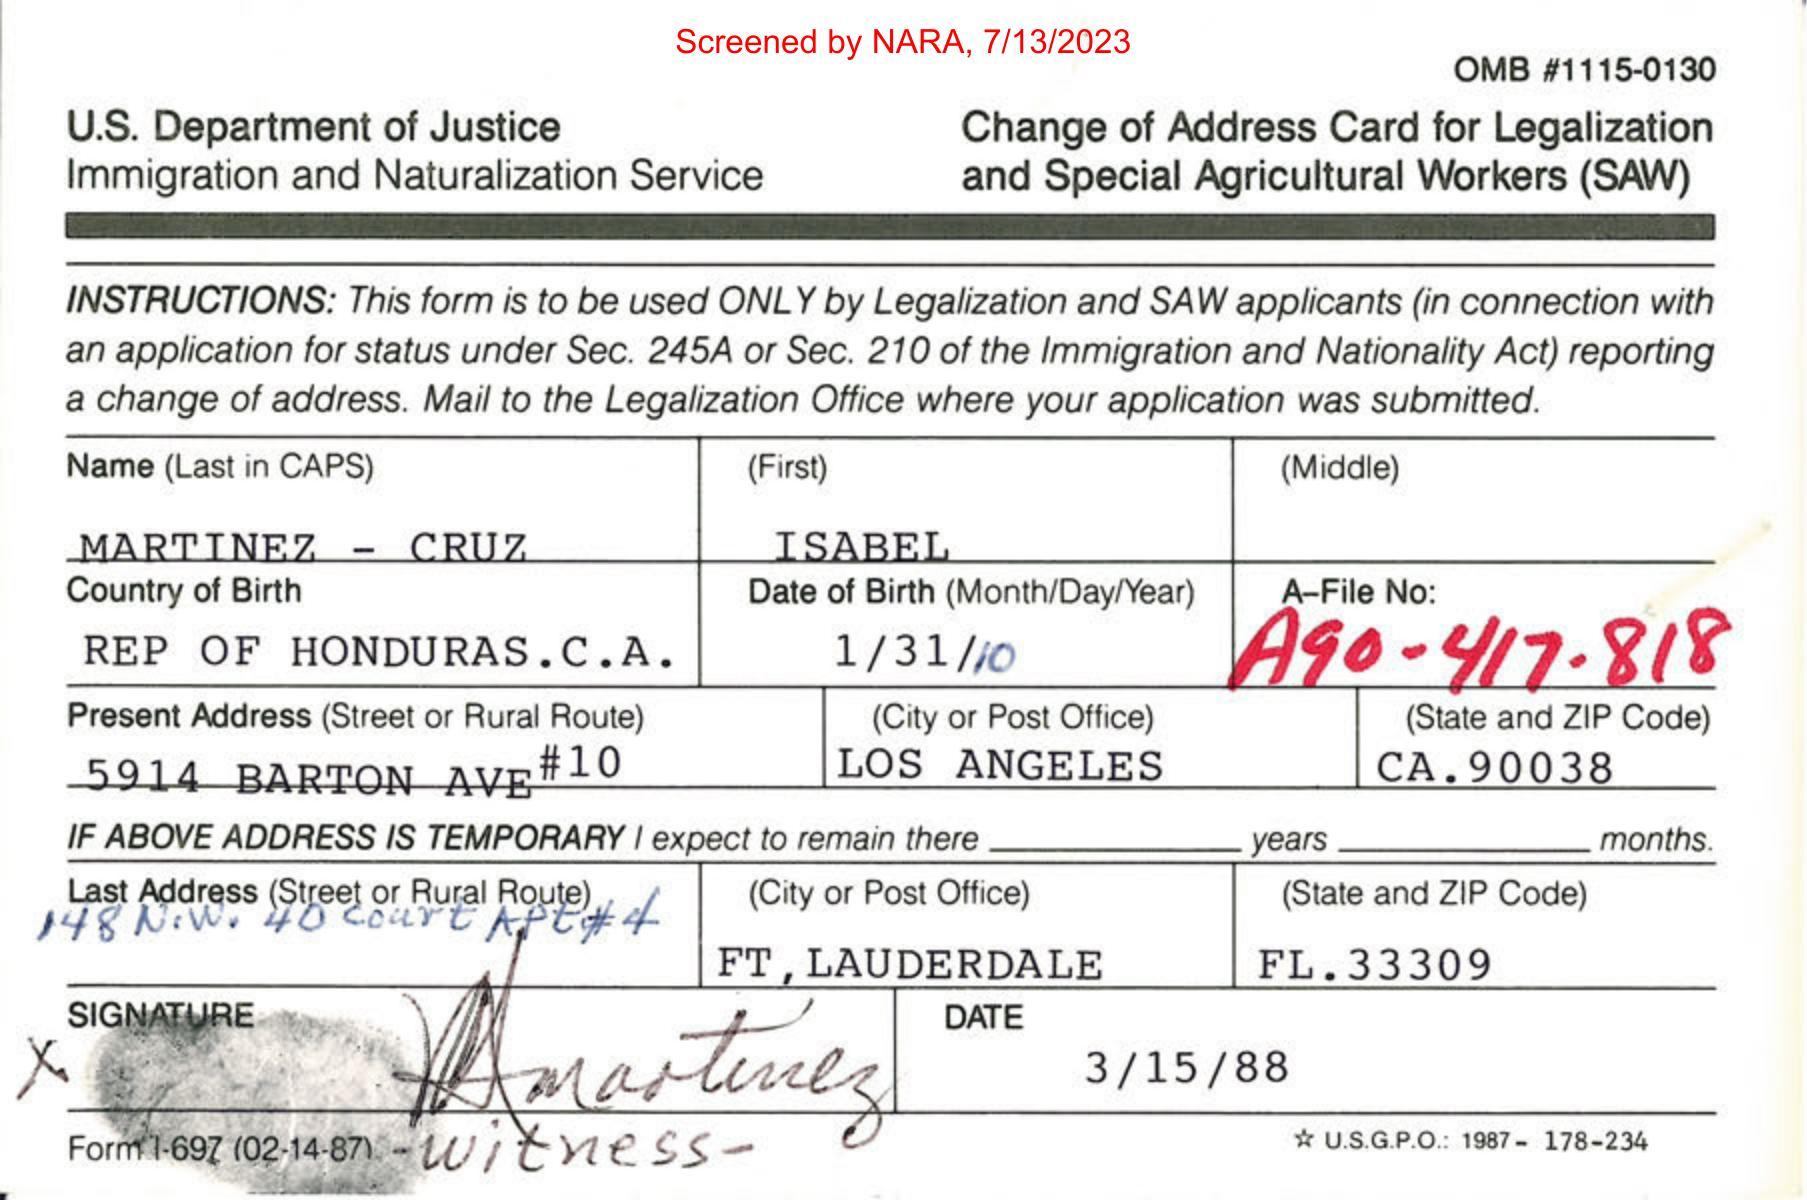 Screened by NARA, 7/13/2023
OMB #1115-0130
U.S. Department of Justice
Immigration and Naturalization Service
Change of Address Card for Legalization
and Special Agricultural Workers (SAW)
INSTRUCTIONS: This form is to be used ONLY by Legalization and SAW applicants (in connection with
an application for status under Sec. 245A or Sec. 210 of the Immigration and Nationality Act) reporting
a change of address. Mail to the Legalization Office where your application was submitted.
Name (Last in CAPS) (First) (Middle)
MARTINEZ - CRUZ ISABEL
Country of Birth Date of Birth (Month/Day/Year) A-File No:
REP OF HONDURAS.C.A. 1/31/10 A90-417-818
Present Address (Street or Rural Route) (City or Post Office) (State and ZIP Code)
5914 BARTON AVE #10 LOS ANGELES CA.90038
IF ABOVE ADDRESS IS TEMPORARY I expect to remain there ____ years ____ months.
Last Address (Street or Rural Route) (City or Post Office) (State and ZIP Code)
148 N.W. 40 court APt#4
FT,LAUDERDALE FL.33309
SIGNATURE DATE
X Martinez 3/15/88
Form I-697 (02-14-87) -witness- ☆ U.S.G.P.O.: 1987- 178-234